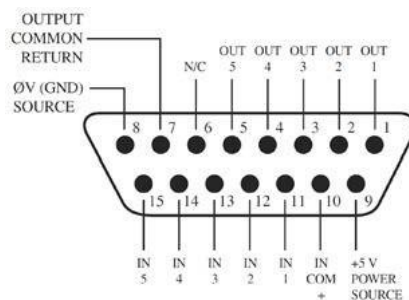 OUTPUT
COMMON
RETURN
ØV (GND)
SOURCE
N/C
OUT
5
OUT
4
OUT
3
OUT
2
OUT
1
8 7 6 5 4 3 2 1
15 14 13 12 11 10 9
IN
5
IN
4
IN
3
IN
2
IN
1
IN
COM
+
+5 V
POWER
SOURCE